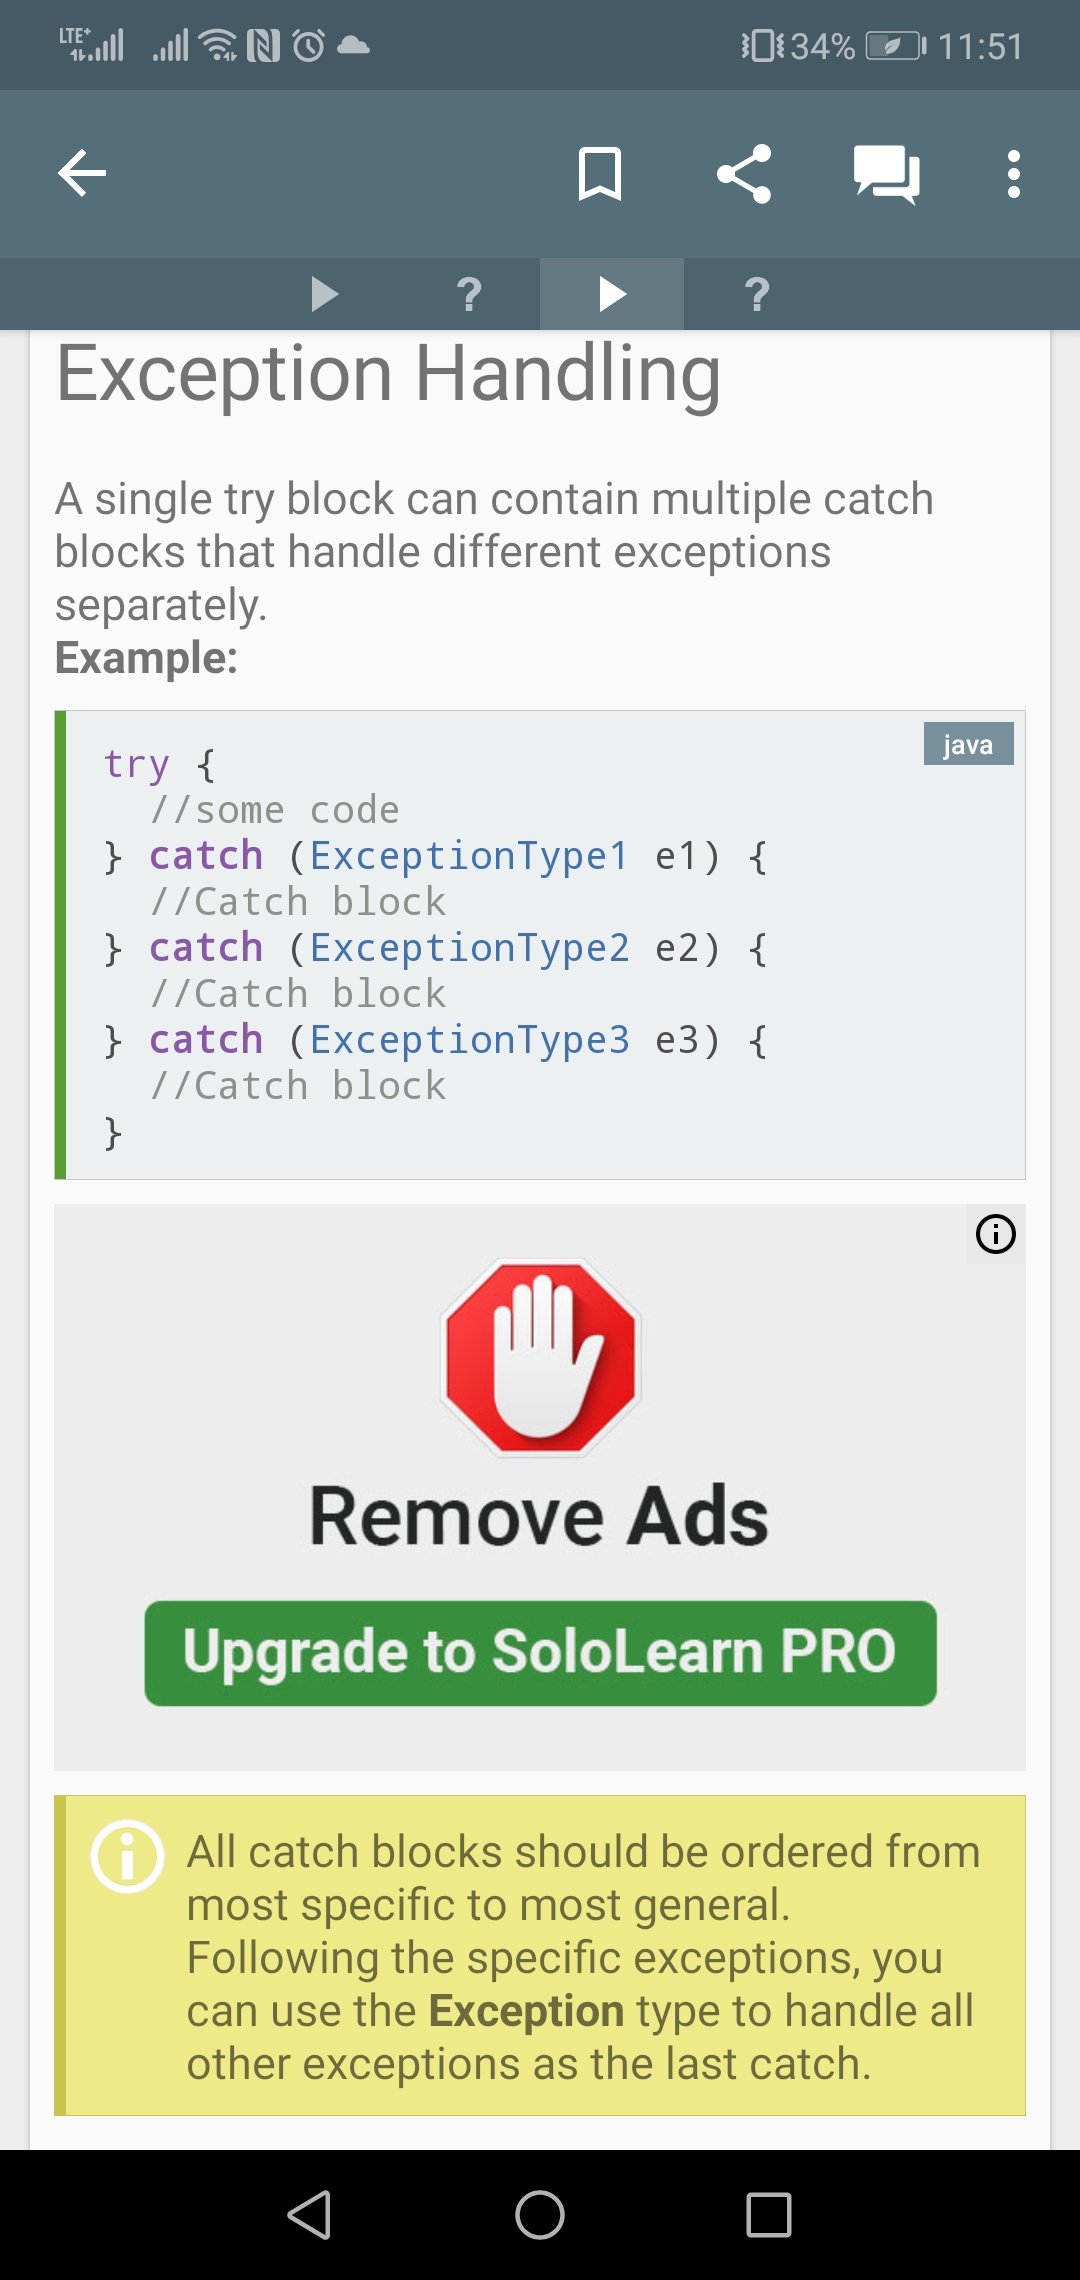 LTE+ 34% 11:51
? ?
Exception Handling
A single try block can contain multiple catch
blocks that handle different exceptions
separately.
Example:
java
try {
//some code
} catch (ExceptionType1 e1) {
//Catch block
} catch (ExceptionType2 e2) {
//Catch block
} catch (ExceptionType3 e3) {
//Catch block
}
Remove Ads
Upgrade to SoloLearn PRO
All catch blocks should be ordered from
most specific to most general.
Following the specific exceptions, you
can use the Exception type to handle all
other exceptions as the last catch.